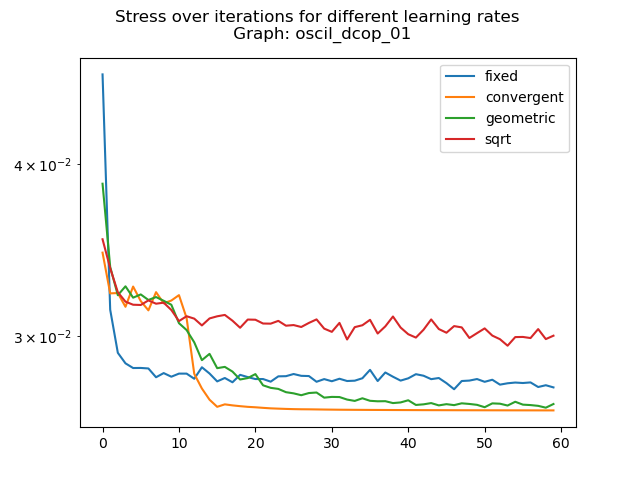 Stress over iterations for different learning rates
Graph: oscil_dcop_01
fixed
convergent
geometric
sqrt
4 × 10⁻²
3 × 10⁻²
0 10 20 30 40 50 60